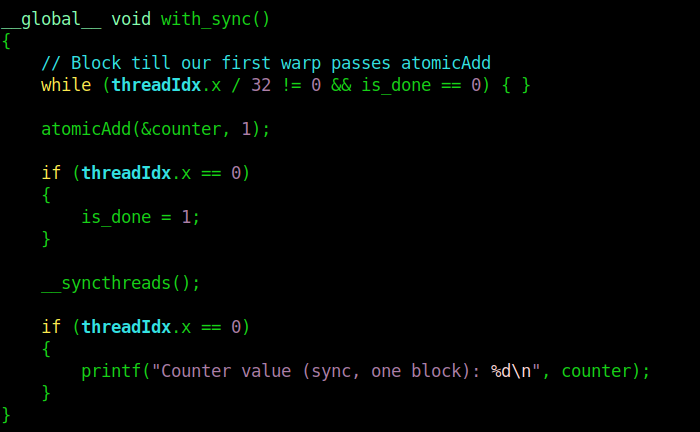 __global__ void with_sync()
{
    // Block till our first warp passes atomicAdd
    while (threadIdx.x / 32 != 0 && is_done == 0) { }
    atomicAdd(&counter, 1);
    if (threadIdx.x == 0)
    {
        is_done = 1;
    }
    __syncthreads();
    if (threadIdx.x == 0)
    {
        printf("Counter value (sync, one block): %d\n", counter);
    }
}